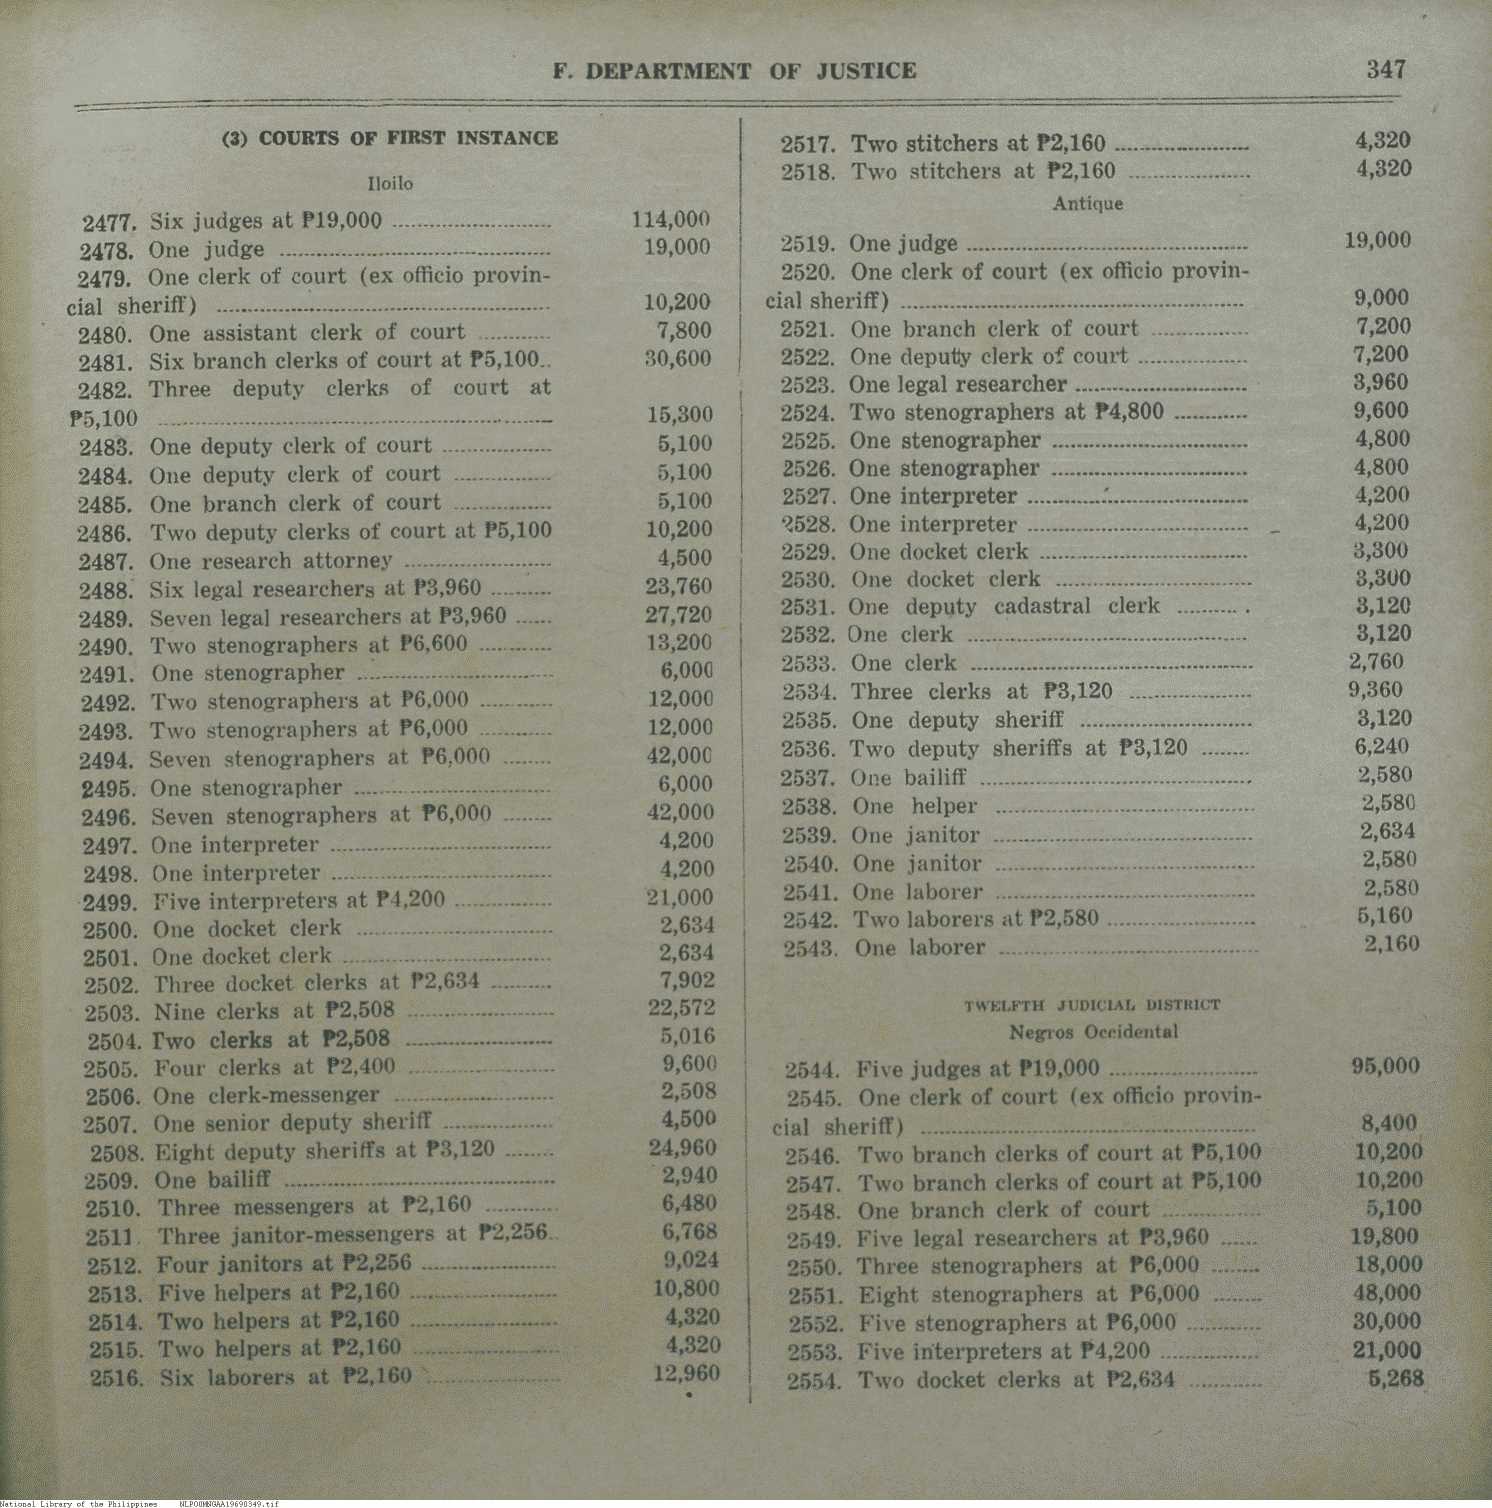 F. DEPARTMENT OF JUSTICE 347
(3) COURTS OF FIRST INSTANCE
Iloilo
2477. Six judges at ₱19,000 ........ 114,000
2478. One judge ........ 19,000
2479. One clerk of court (ex officio provin-
cial sheriff) ........ 10,200
2480. One assistant clerk of court ........ 7,800
2481. Six branch clerks of court at ₱5,100.. 30,600
2482. Three deputy clerks of court at
₱5,100 ........ 15,300
2483. One deputy clerk of court ........ 5,100
2484. One deputy clerk of court ........ 5,100
2485. One branch clerk of court ........ 5,100
2486. Two deputy clerks of court at ₱5,100 10,200
2487. One research attorney ........ 4,500
2488. Six legal researchers at ₱3,960 ........ 23,760
2489. Seven legal researchers at ₱3,960 ...... 27,720
2490. Two stenographers at ₱6,600 ........ 13,200
2491. One stenographer ........ 6,000
2492. Two stenographers at ₱6,000 ........ 12,000
2493. Two stenographers at ₱6,000 ........ 12,000
2494. Seven stenographers at ₱6,000 ........ 42,000
2495. One stenographer ........ 6,000
2496. Seven stenographers at ₱6,000 ........ 42,000
2497. One interpreter ........ 4,200
2498. One interpreter ........ 4,200
2499. Five interpreters at ₱4,200 ........ 21,000
2500. One docket clerk ........ 2,634
2501. One docket clerk ........ 2,634
2502. Three docket clerks at ₱2,634 ........ 7,902
2503. Nine clerks at ₱2,508 ........ 22,572
2504. Two clerks at ₱2,508 ........ 5,016
2505. Four clerks at ₱2,400 ........ 9,600
2506. One clerk-messenger ........ 2,508
2507. One senior deputy sheriff ........ 4,500
2508. Eight deputy sheriffs at ₱3,120 ........ 24,960
2509. One bailiff ........ 2,940
2510. Three messengers at ₱2,160 ........ 6,480
2511. Three janitor-messengers at ₱2,256.. 6,768
2512. Four janitors at ₱2,256 ........ 9,024
2513. Five helpers at ₱2,160 ........ 10,800
2514. Two helpers at ₱2,160 ........ 4,320
2515. Two helpers at ₱2,160 ........ 4,320
2516. Six laborers at ₱2,160 ........ 12,960
2517. Two stitchers at ₱2,160 ........ 4,320
2518. Two stitchers at ₱2,160 ........ 4,320
Antique
2519. One judge ........ 19,000
2520. One clerk of court (ex officio provin-
cial sheriff) ........ 9,000
2521. One branch clerk of court ........ 7,200
2522. One deputy clerk of court ........ 7,200
2523. One legal researcher ........ 3,960
2524. Two stenographers at ₱4,800 ........ 9,600
2525. One stenographer ........ 4,800
2526. One stenographer ........ 4,800
2527. One interpreter ........ 4,200
2528. One interpreter ........ 4,200
2529. One docket clerk ........ 3,300
2530. One docket clerk ........ 3,300
2531. One deputy cadastral clerk ........ 3,120
2532. One clerk ........ 3,120
2533. One clerk ........ 2,760
2534. Three clerks at ₱3,120 ........ 9,360
2535. One deputy sheriff ........ 3,120
2536. Two deputy sheriffs at ₱3,120 ........ 6,240
2537. One bailiff ........ 2,580
2538. One helper ........ 2,580
2539. One janitor ........ 2,634
2540. One janitor ........ 2,580
2541. One laborer ........ 2,580
2542. Two laborers at ₱2,580 ........ 5,160
2543. One laborer ........ 2,160
TWELFTH JUDICIAL DISTRICT
Negros Occidental
2544. Five judges at ₱19,000 ........ 95,000
2545. One clerk of court (ex officio provin-
cial sheriff) ........ 8,400
2546. Two branch clerks of court at ₱5,100 10,200
2547. Two branch clerks of court at ₱5,100 10,200
2548. One branch clerk of court ........ 5,100
2549. Five legal researchers at ₱3,960 ...... 19,800
2550. Three stenographers at ₱6,000 ........ 18,000
2551. Eight stenographers at ₱6,000 ........ 48,000
2552. Five stenographers at ₱6,000 ........ 30,000
2553. Five interpreters at ₱4,200 ........ 21,000
2554. Two docket clerks at ₱2,634 ........ 5,268
National Library of the Philippines NLPOOMNGAA19690349.tif